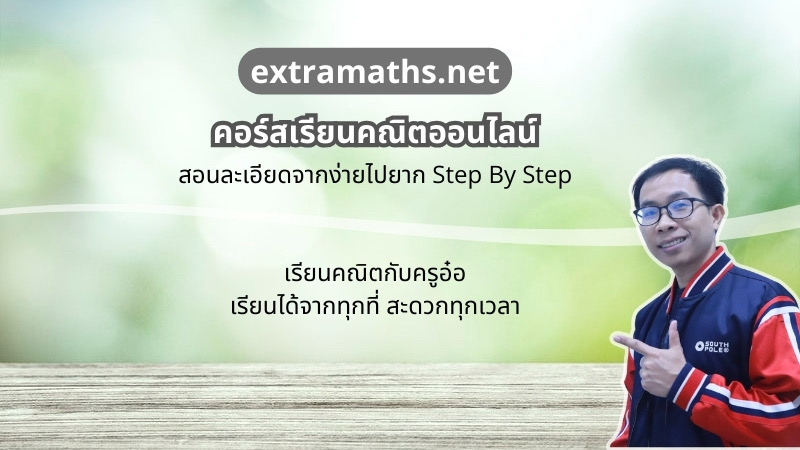 extramaths.net
คอร์สเรียนคณิตออนไลน์
สอนละเอียดจากง่ายไปยาก Step By Step
เรียนคณิตกับครูอ๋อ
เรียนได้จากทุกที่ สะดวกทุกเวลา
SOUTH
POLE®